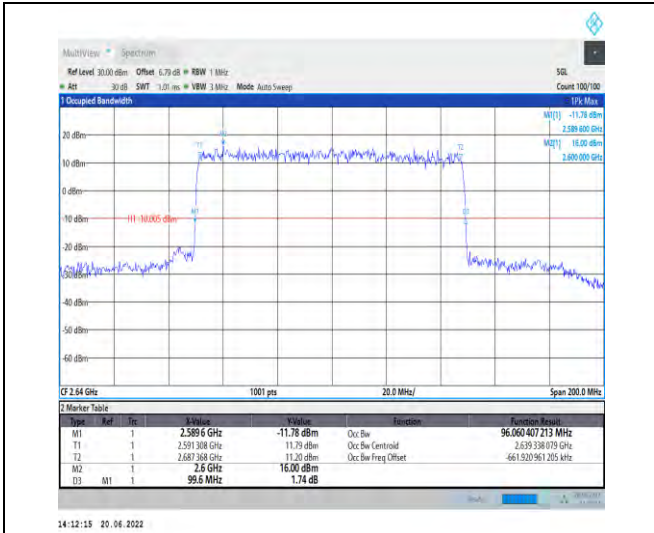 MultiView Spectrum
Ref Level 30.00 dBm Offset 6.79 dB RBW 1 MHz SGL
Att 30 dB SWT 1.01 ms VBW 3 MHz Mode Auto Sweep Count 100/100
1 Occupied Bandwidth 1Pk Max
M1[1] -11.78 dBm
2.589 600 GHz
M2[1] 16.00 dBm
2.600 000 GHz
20 dBm
T1
T2
10 dBm
0 dBm
M1
-10 dBm
H1 -10.005 dBm
-20 dBm
-30 dBm
-40 dBm
-50 dBm
-60 dBm
CF 2.64 GHz 1001 pts 20.0 MHz/ Span 200.0 MHz
2 Marker Table
Type Ref Trc X-Value Y-Value Function Function Result
M1 1 2.589 6 GHz -11.78 dBm Occ Bw 96.060 407 213 MHz
T1 1 2.591 308 GHz 11.79 dBm Occ Bw Centroid 2.639 338 079 GHz
T2 1 2.687 368 GHz 11.20 dBm Occ Bw Freq Offset -661.920 961 205 kHz
M2 1 2.6 GHz 16.00 dBm
D3 M1 1 99.6 MHz 1.74 dB
14:12:15 20.06.2022